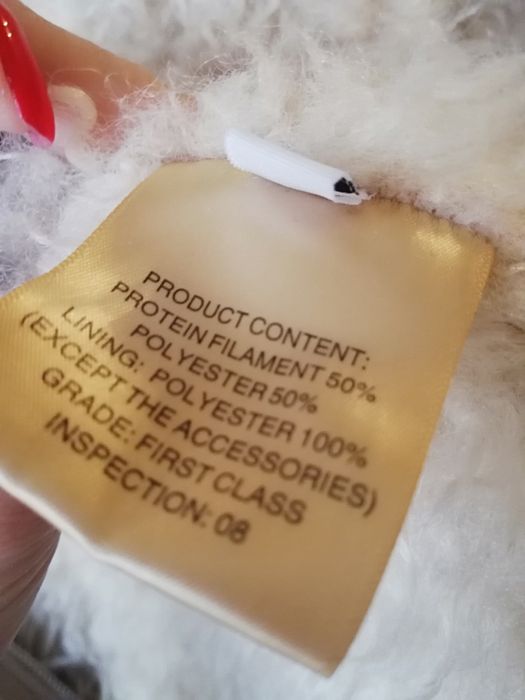 PRODUCT CONTENT:
PROTEIN FILAMENT 50%
POLYESTER 50%
LINING: POLYESTER 100%
(EXCEPT THE ACCESSORIES)
GRADE: FIRST CLASS
INSPECTION: 08